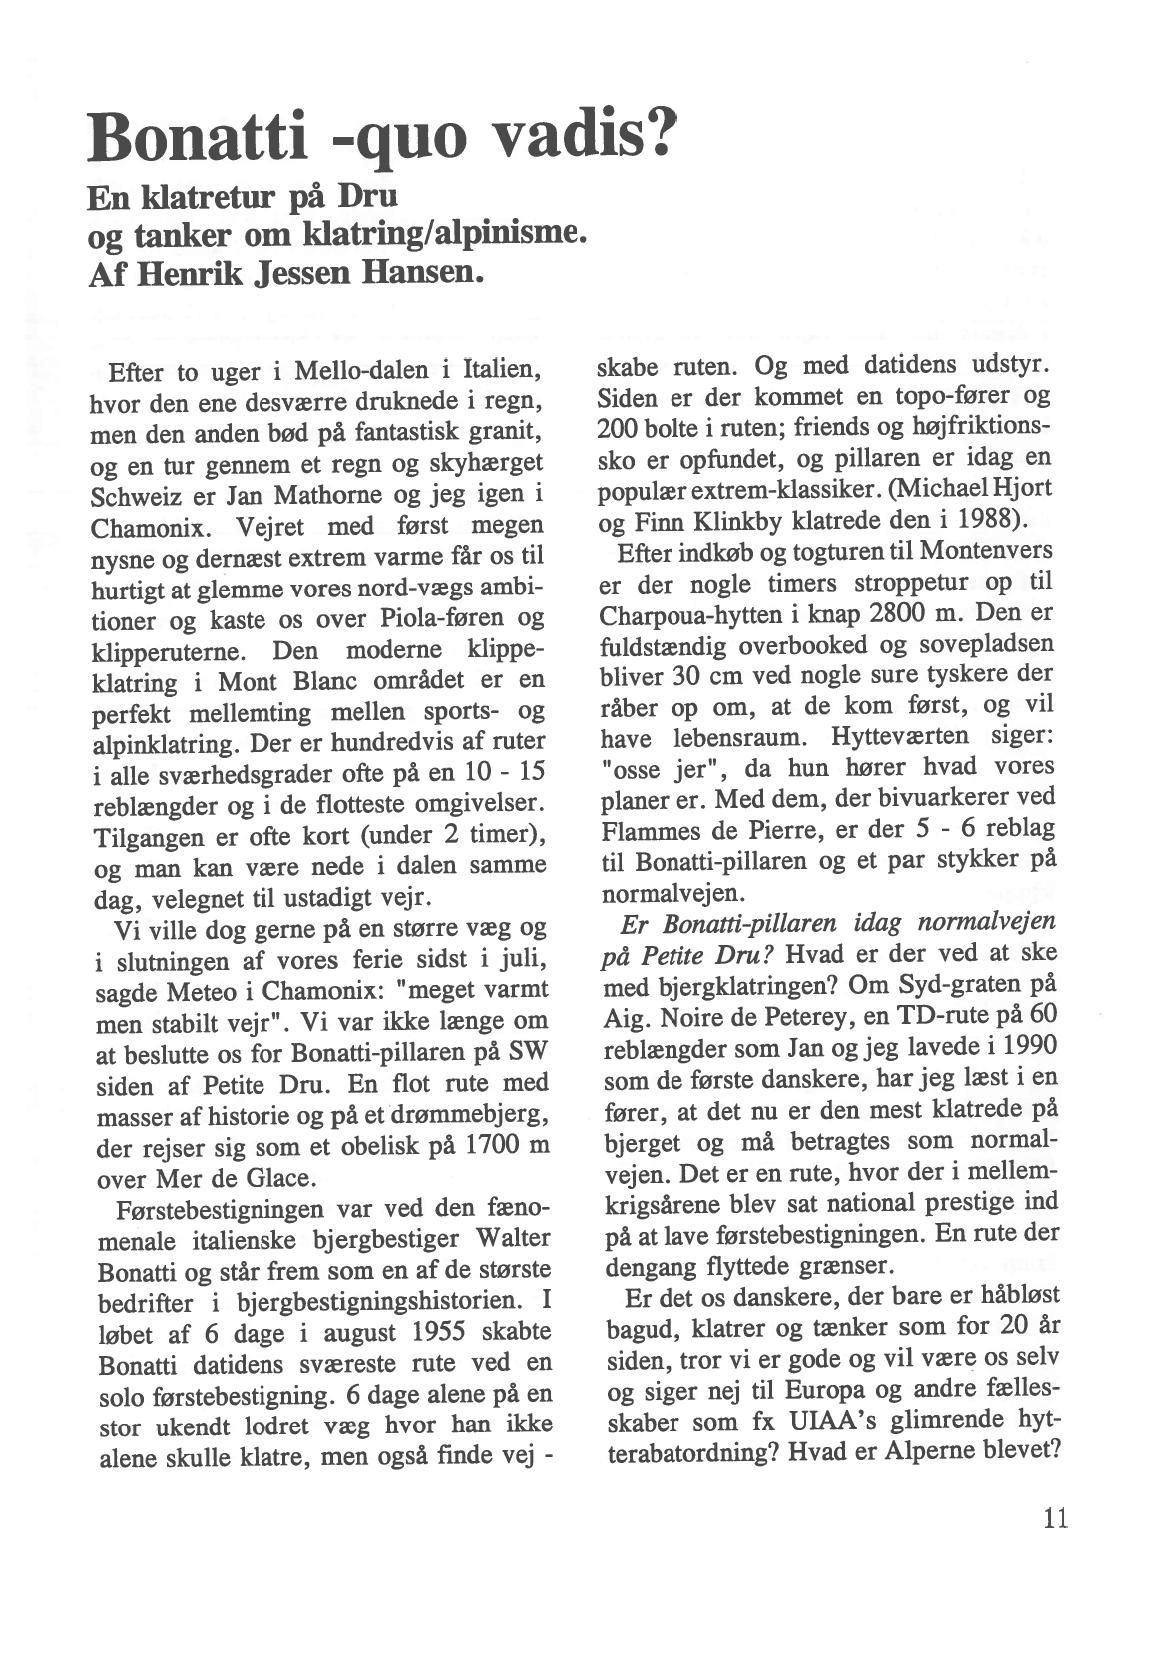 Bonatti -quo vadis?
En klatretur på Dru
og tanker om klatring/alpinisme.
Af Henrik Jessen Hansen.
Efter to uger i Mello-dalen i Italien,
hvor den ene desværre druknede i regn,
men den anden bød på fantastisk granit,
og en tur gennem et regn og skyhærget
Schweiz er Jan Mathorne og jeg igen i
Chamonix. Vejret med først megen
nysne og dernæst extrem varme får os til
hurtigt at glemme vores nord-vægs ambi-
tioner og kaste os over Piola-føren og
klipperuterne. Den moderne klippe-
klatring i Mont Blanc området er en
perfekt mellemting mellen sports- og
alpinklatring. Der er hundredvis af ruter
i alle sværhedsgrader ofte på en 10 - 15
reblængder og i de flotteste omgivelser.
Tilgangen er ofte kort (under 2 timer),
og man kan være nede i dalen samme
dag, velegnet til ustadigt vejr.
Vi ville dog gerne på en større væg og
i slutningen af vores ferie sidst i juli,
sagde Meteo i Chamonix: "meget varmt
men stabilt vejr". Vi var ikke længe om
at beslutte os for Bonatti-pillaren på SW
siden af Petite Dru. En flot rute med
masser af historie og på et drømmebjerg,
der rejser sig som et obelisk på 1700 m
over Mer de Glace.
Førstebestigningen var ved den fæno-
menale italienske bjergbestiger Walter
Bonatti og står frem som en af de største
bedrifter i bjergbestigningshistorien. I
løbet af 6 dage i august 1955 skabte
Bonatti datidens sværeste rute ved en
solo førstebestigning. 6 dage alene på en
stor ukendt lodret væg hvor han ikke
alene skulle klatre, men også finde vej -
skabe ruten. Og med datidens udstyr.
Siden er der kommet en topo-fører og
200 bolte i ruten; friends og højfriktions-
sko er opfundet, og pillaren er idag en
populær extrem-klassiker. (Michael Hjort
og Finn Klinkby klatrede den i 1988).
Efter indkøb og togturen til Montenvers
er der nogle timers stroppetur op til
Charpoua-hytten i knap 2800 m. Den er
fuldstændig overbooked og sovepladsen
bliver 30 cm ved nogle sure tyskere der
råber op om, at de kom først, og vil
have lebensraum. Hytteværten siger:
"osse jer", da hun hører hvad vores
planer er. Med dem, der bivuarkerer ved
Flammes de Pierre, er der 5 - 6 reblag
til Bonatti-pillaren og et par stykker på
normalvejen.
Er Bonatti-pillaren idag normalvejen
på Petite Dru? Hvad er der ved at ske
med bjergklatringen? Om Syd-graten på
Aig. Noire de Peterey, en TD-rute på 60
reblængder som Jan og jeg lavede i 1990
som de første danskere, har jeg læst i en
fører, at det nu er den mest klatrede på
bjerget og må betragtes som normal-
vejen. Det er en rute, hvor der i mellem-
krigsårene blev sat national prestige ind
på at lave førstebestigningen. En rute der
dengang flyttede grænser.
Er det os danskere, der bare er håbløst
bagud, klatrer og tænker som for 20 år
siden, tror vi er gode og vil være os selv
og siger nej til Europa og andre fælles-
skaber som fx UIAA's glimrende hyt-
terabatordning? Hvad er Alperne blevet?
11